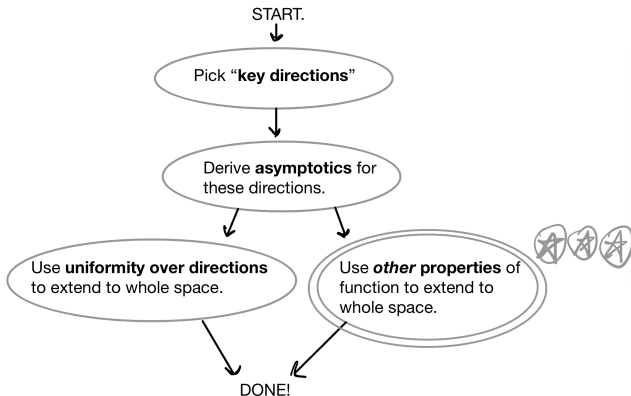 START.
Pick “key directions”
Derive asymptotics for
these directions.
Use uniformity over directions
to extend to whole space.
Use other properties of
function to extend to
whole space.
DONE!